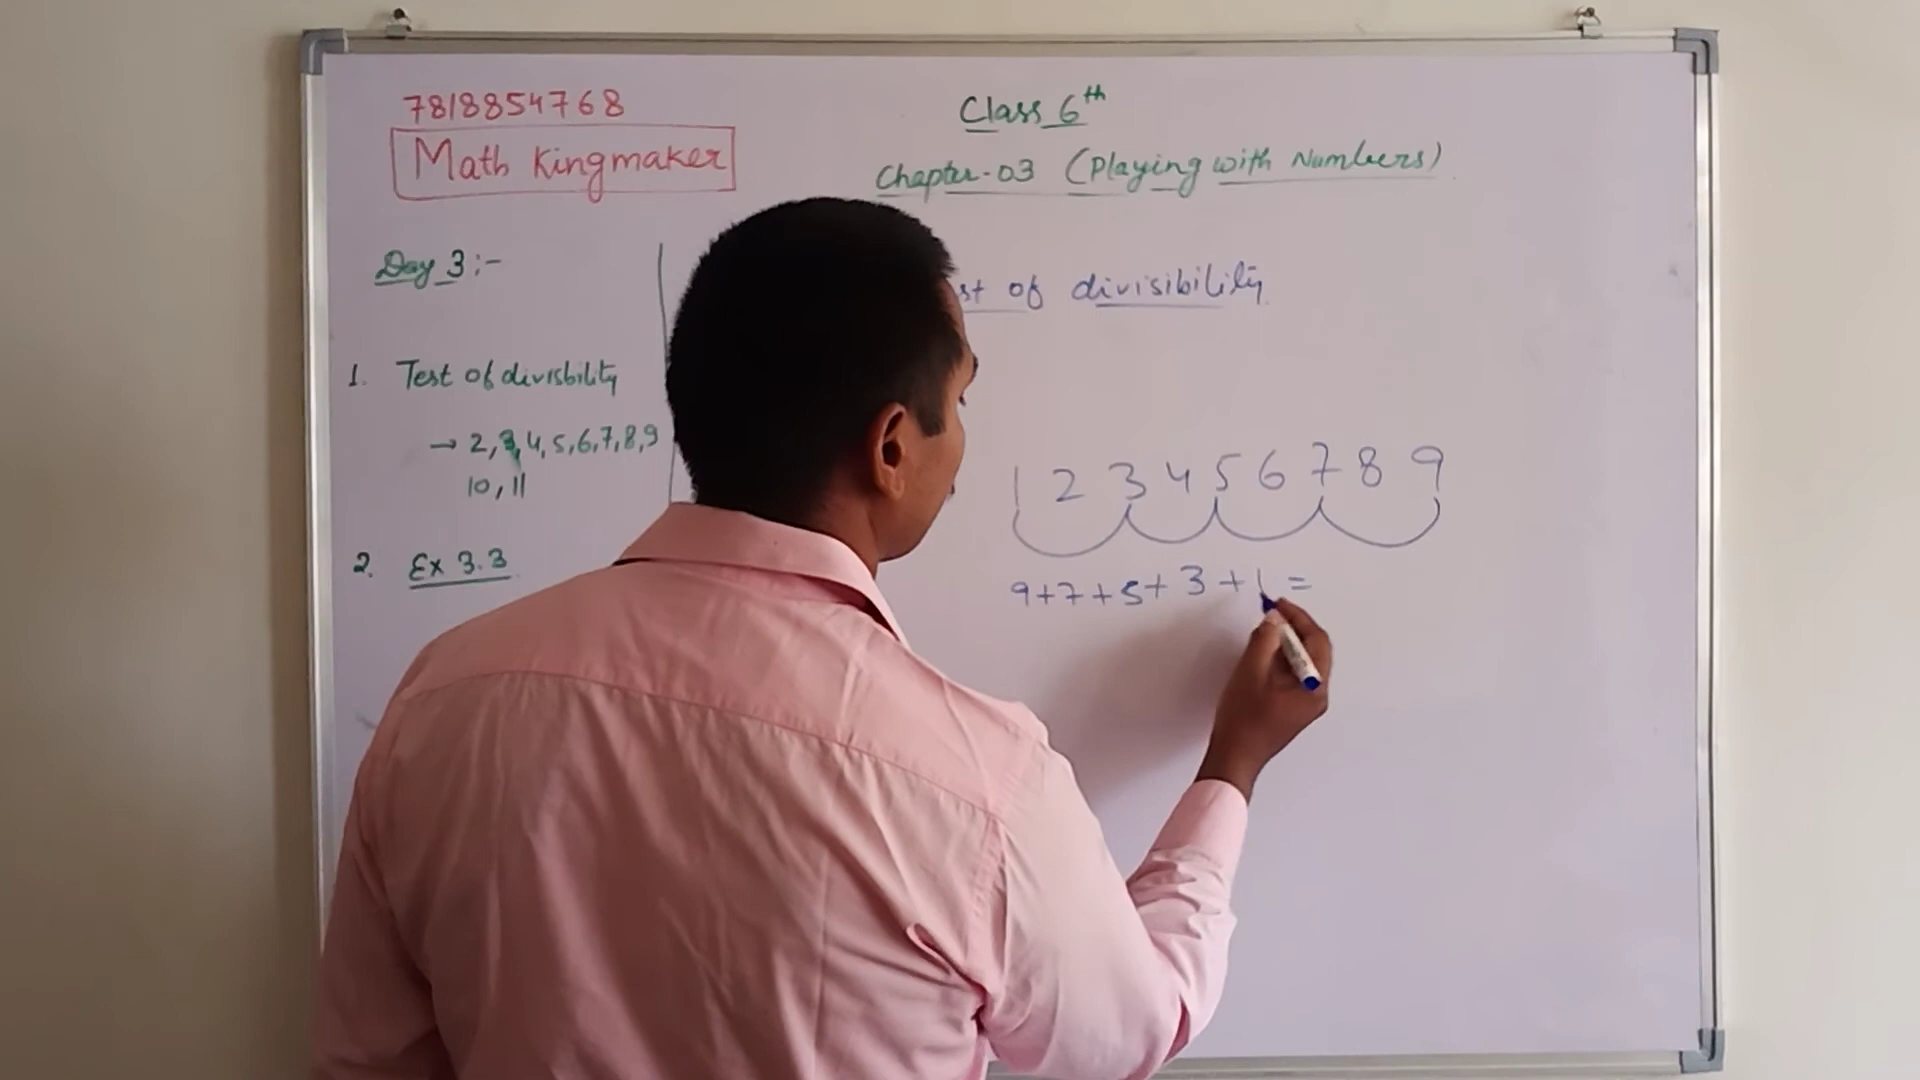 7818854768
Math Kingmaker
Class 6th
Chapter-03 (Playing with Numbers)
Day 3:-
1. Test of divisbility
→ 2,3,4,5,6,7,8,9
10,11
2. Ex 3.3
st of divisibility
1 2 3 4 5 6 7 8 9
9+7+5+3+1=